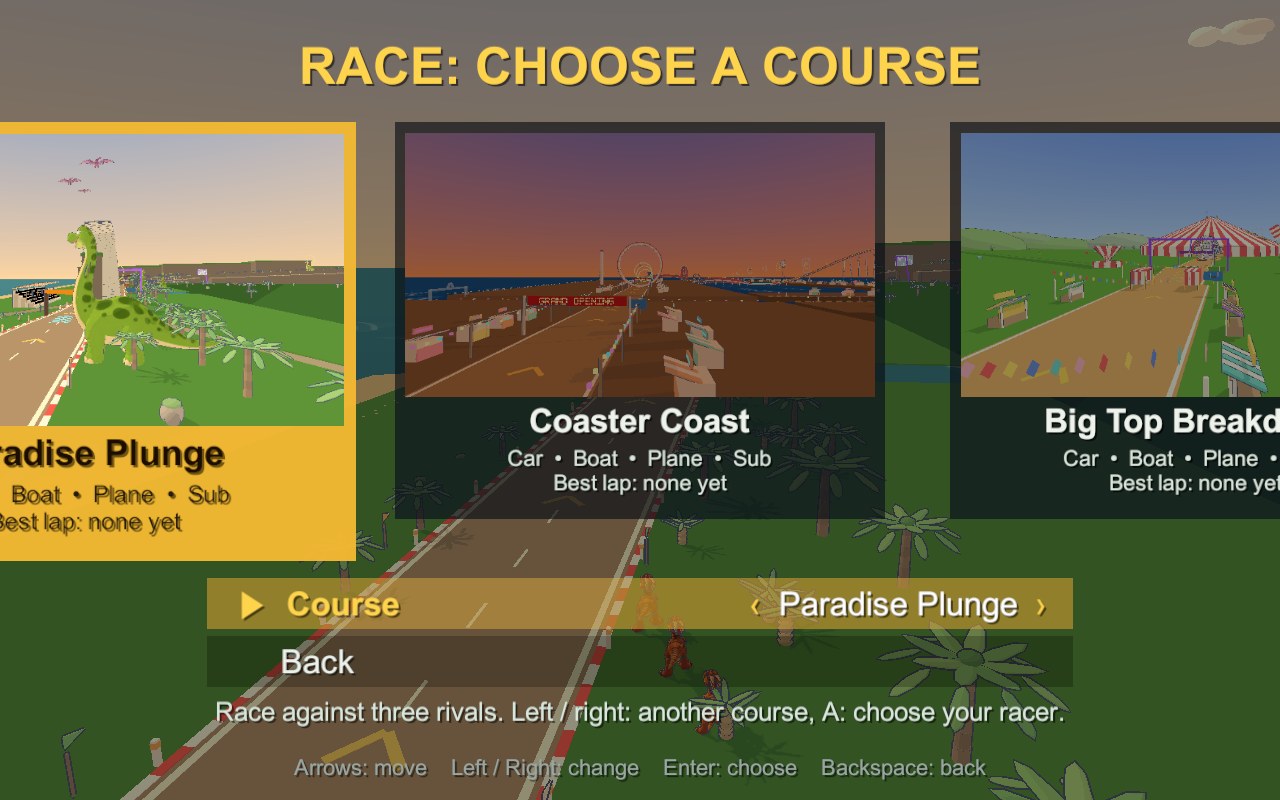 RACE: CHOOSE A COURSE
GRAND OPENING
radise Plunge
Boat • Plane • Sub
Best lap: none yet
Coaster Coast
Car • Boat • Plane • Sub
Best lap: none yet
Big Top Breakd
Car • Boat • Plane •
Best lap: none yet
Course ‹ Paradise Plunge ›
Back
Race against three rivals. Left / right: another course, A: choose your racer.
Arrows: move Left / Right: change Enter: choose Backspace: back